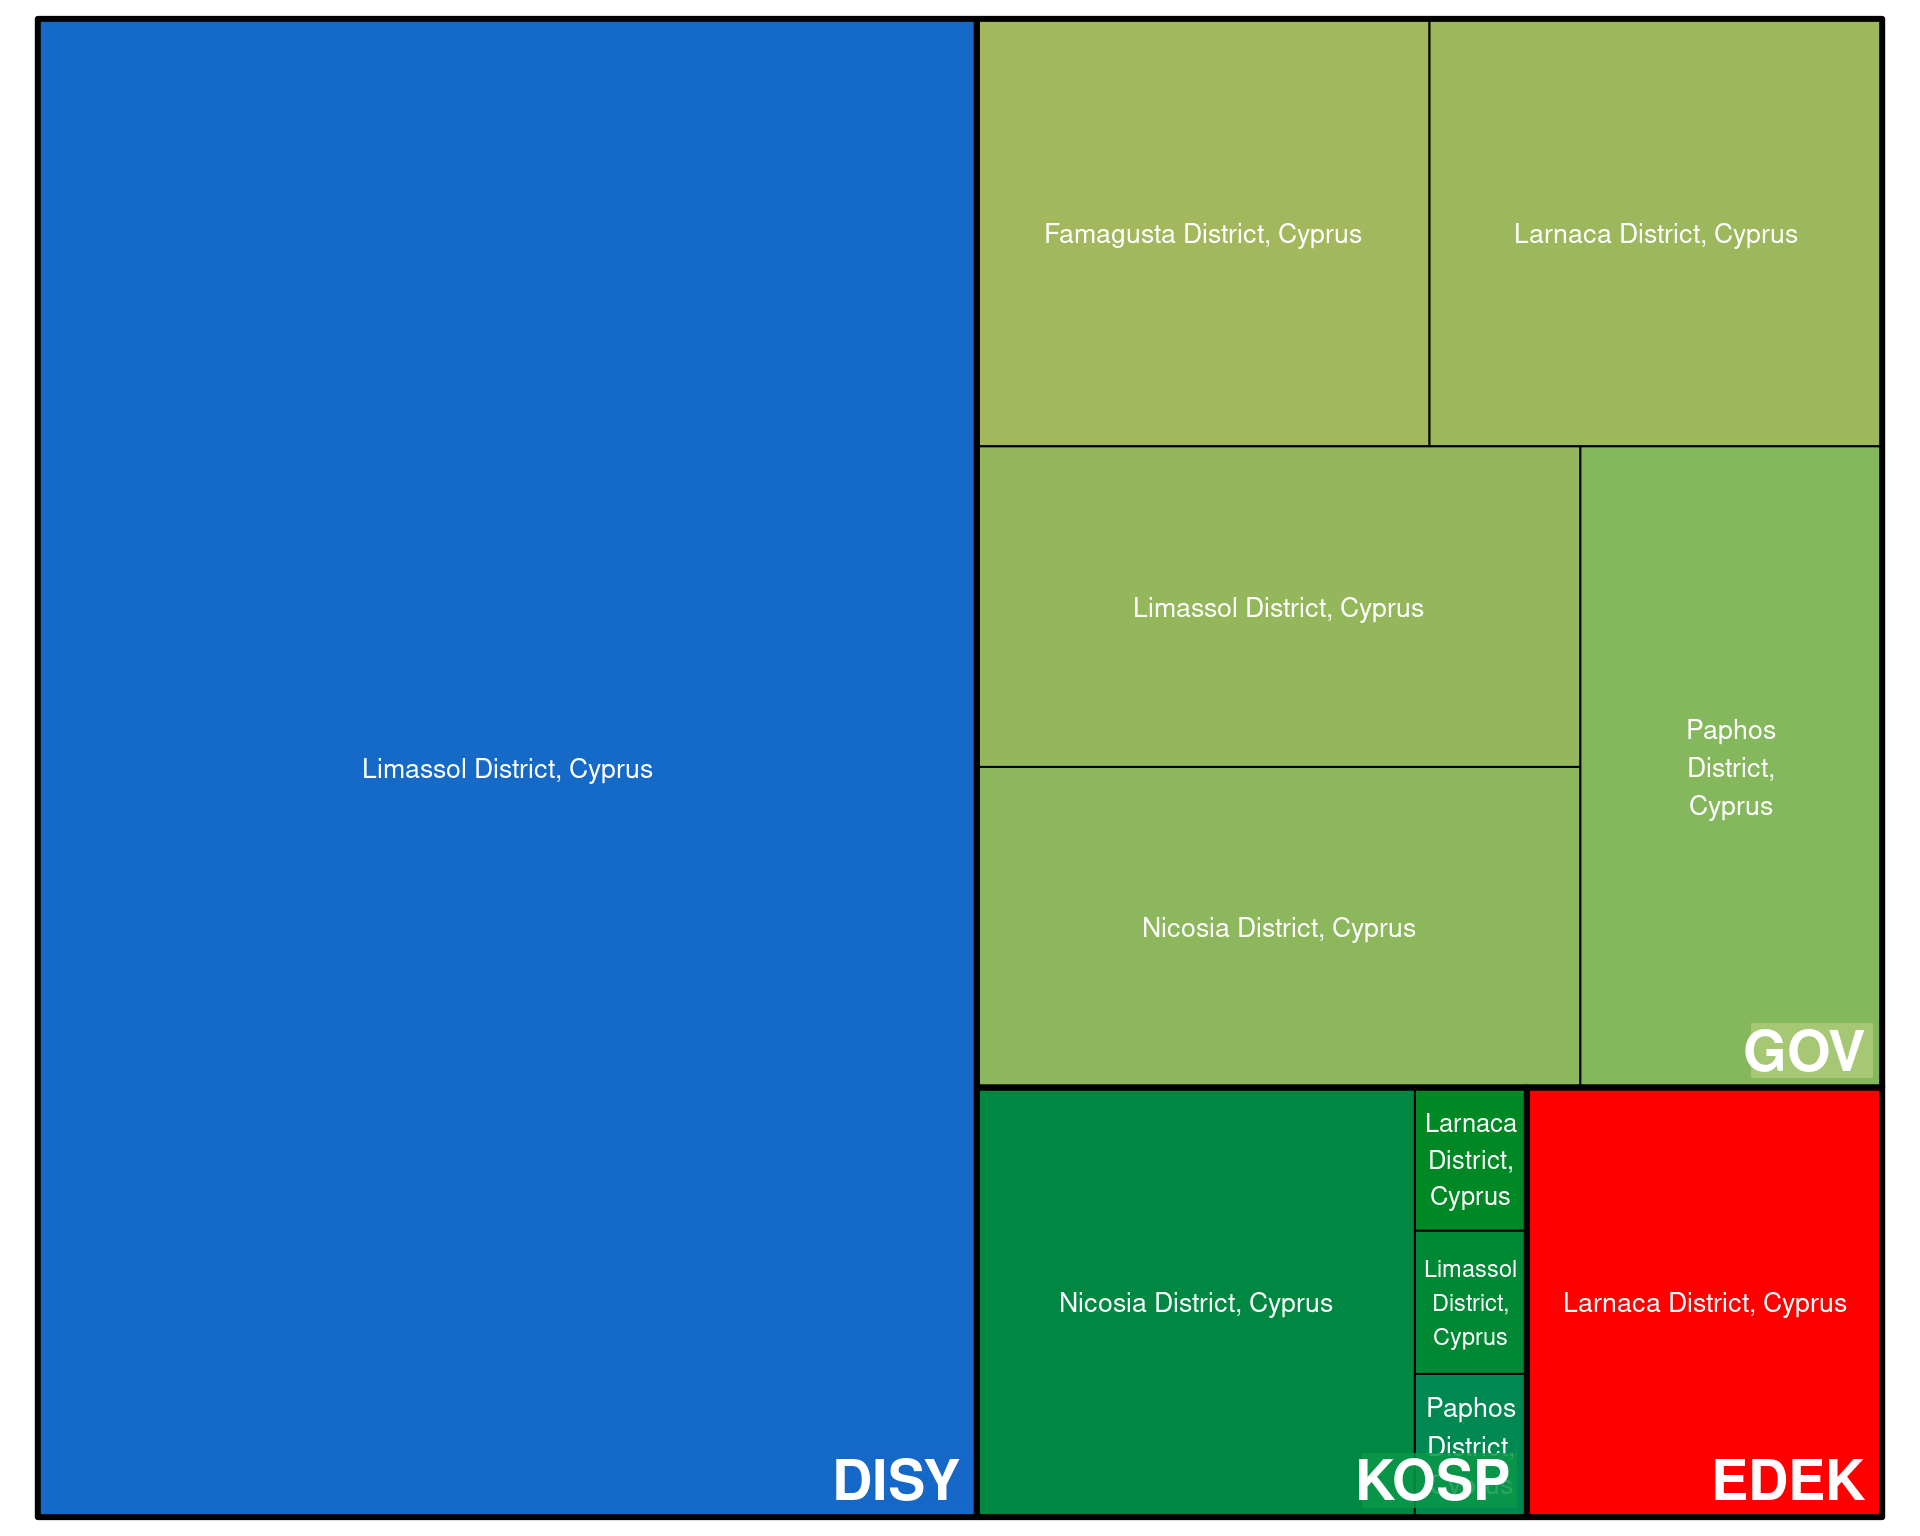 Limassol District, Cyprus
DISY
Famagusta District, Cyprus
Larnaca District, Cyprus
Limassol District, Cyprus
Nicosia District, Cyprus
Paphos
District,
Cyprus
GOV
Nicosia District, Cyprus
Larnaca
District,
Cyprus
Limassol
District,
Cyprus
Paphos
District,
KOSP
Larnaca District, Cyprus
EDEK